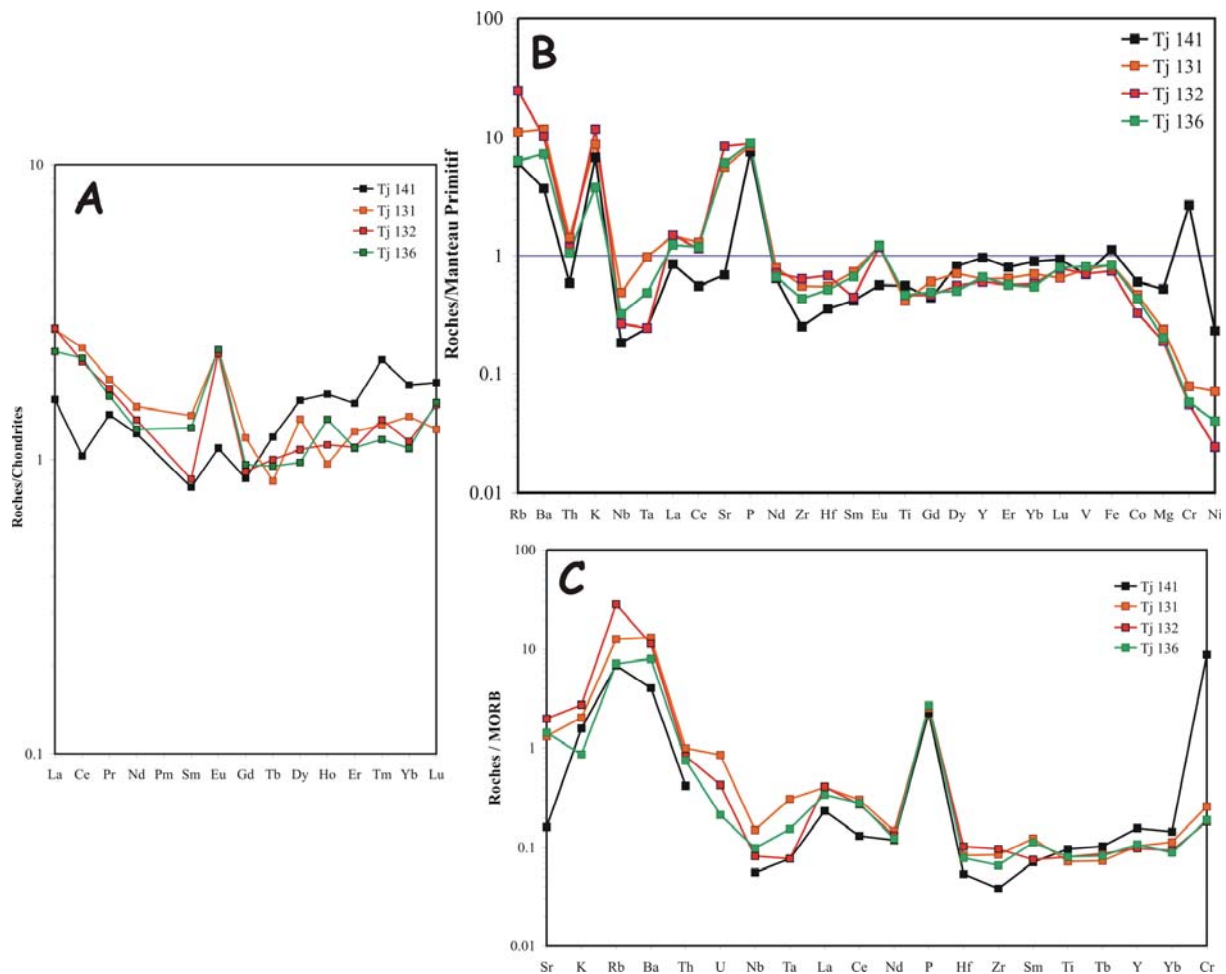 A
10
1
0.1
Roches/Chondrites
Tj 141
Tj 131
Tj 132
Tj 136
La Ce Pr Nd Pm Sm Eu Gd Tb Dy Ho Er Tm Yb Lu
B
100
10
1
0.1
0.01
Roches/Manteau Primitif
Tj 141
Tj 131
Tj 132
Tj 136
Rb Ba Th K Nb Ta La Ce Sr P Nd Zr Hf Sm Eu Ti Gd Dy Y Er Yb Lu V Fe Co Mg Cr Ni
C
100
10
1
0.1
0.01
Roches / MORB
Tj 141
Tj 131
Tj 132
Tj 136
Sr K Rb Ba Th U Nb Ta La Ce Nd P Hf Zr Sm Ti Tb Y Yb Cr